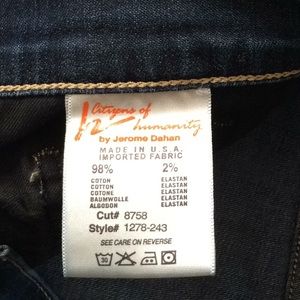 Citizens of
humanity
by Jerome Dahan
MADE IN U.S.A.
IMPORTED FABRIC
98% 2%
COTON ELASTAN
COTTON ELASTAN
COTONE ELASTAN
BAUMWOLLE ELASTAN
ALGODON ELASTAN
Cut# 8758
Style# 1278-243
SEE CARE ON REVERSE
30